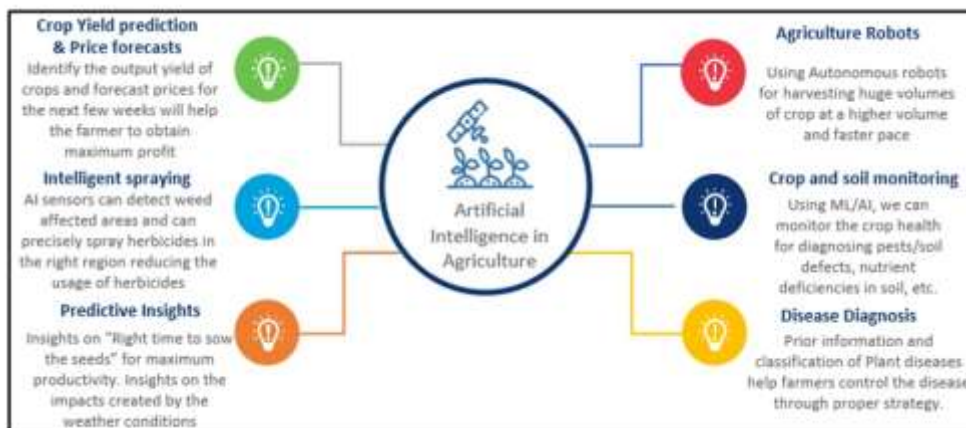 Crop Yield prediction
& Price forecasts
Identify the output yield of
crops and forecast prices for
the next few weeks will help
the farmer to obtain
maximum profit
Intelligent spraying
AI sensors can detect weed
affected areas and can
precisely spray herbicides in
the right region reducing the
usage of herbicides
Predictive Insights
Insights on "Right time to sow
the seeds" for maximum
productivity. Insights on the
impacts created by the
weather conditions
Artificial
Intelligence in
Agriculture
Agriculture Robots
Using Autonomous robots
for harvesting huge volumes
of crop at a higher volume
and faster pace
Crop and soil monitoring
Using ML/AI, we can
monitor the crop health
for diagnosing pests/soil
defects, nutrient
deficiencies in soil, etc.
Disease Diagnosis
Prior information and
classification of Plant diseases
help farmers control the disease
through proper strategy.